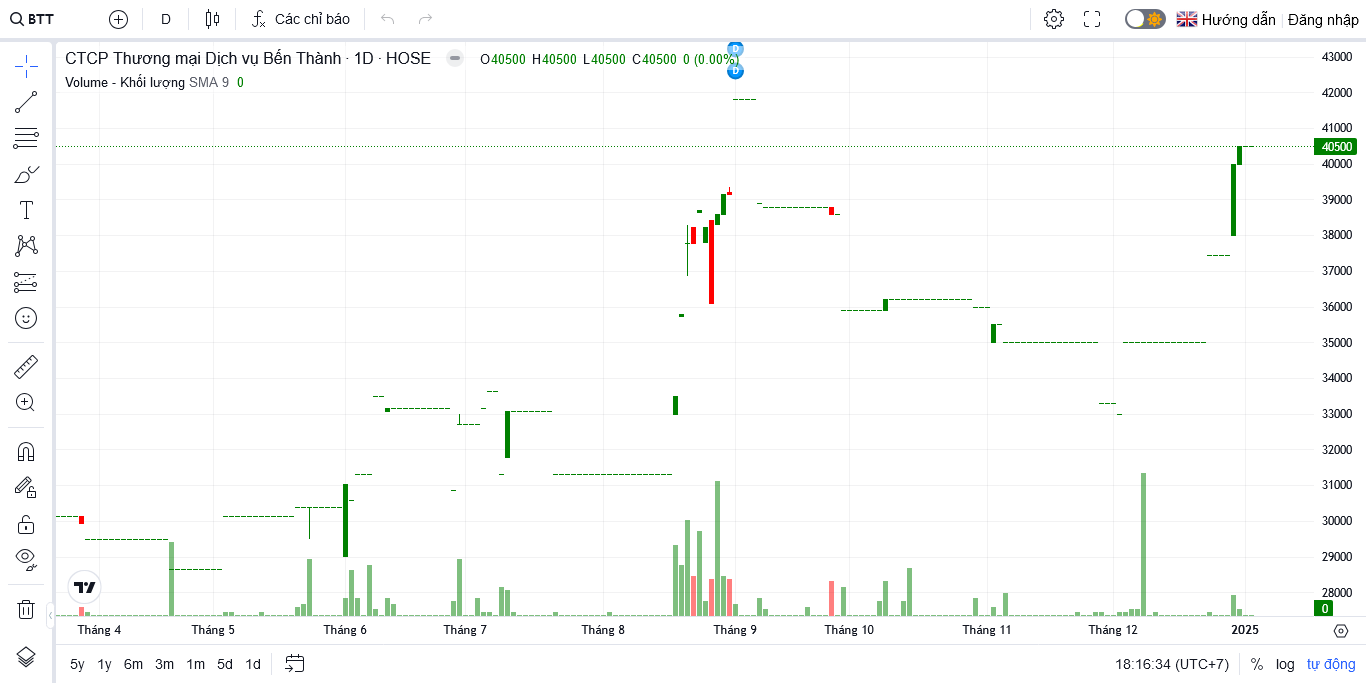 BTT D Các chỉ báo Hướng dẫn Đăng nhập
CTCP Thương mại Dịch vụ Bến Thành · 1D · HOSE O40500 H40500 L40500 C40500 0 (0.00%)
Volume - Khối lượng SMA 9 0
D
D
43000
42000
41000
40500
40000
39000
38000
37000
36000
35000
34000
33000
32000
31000
30000
29000
28000
0
Tháng 4 Tháng 5 Tháng 6 Tháng 7 Tháng 8 Tháng 9 Tháng 10 Tháng 11 Tháng 12 2025
5y 1y 6m 3m 1m 5d 1d 18:16:34 (UTC+7) % log tự động